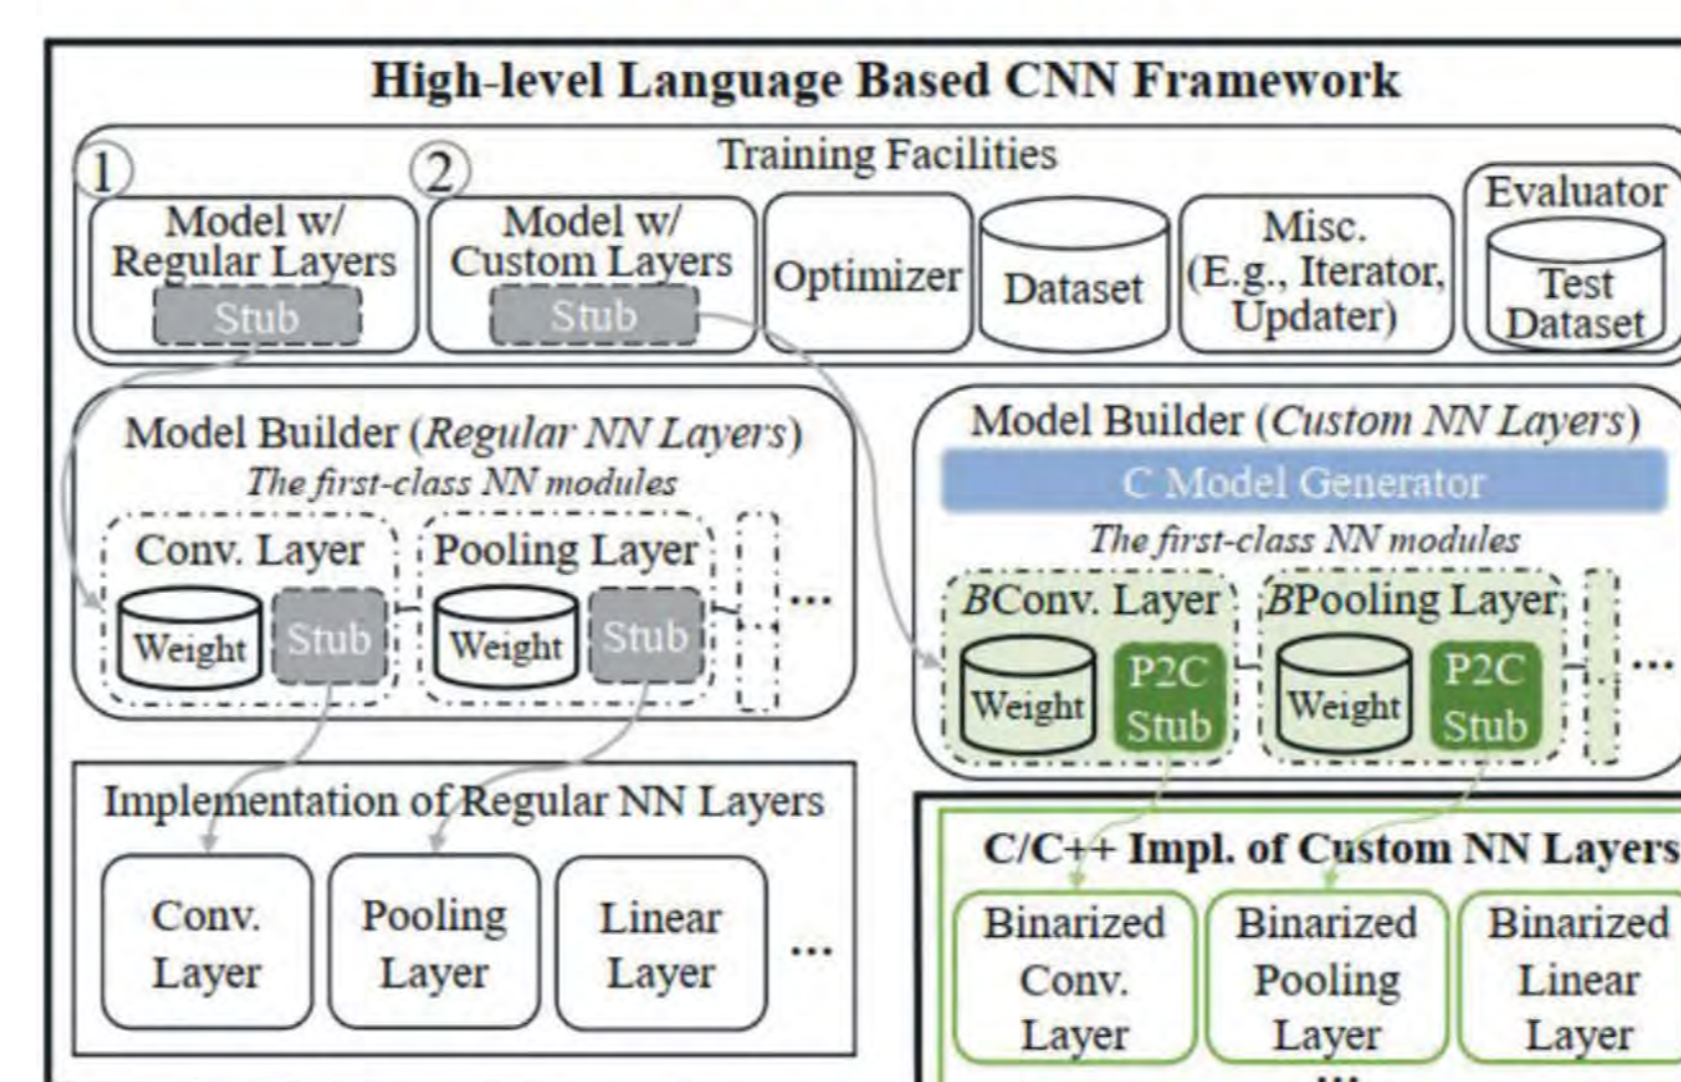 High-level Language Based CNN Framework
Training Facilities
1
Model w/
Regular Layers
Stub
2
Model w/
Custom Layers
Stub
Optimizer
Dataset
Misc.
(E.g., Iterator,
Updater)
Evaluator
Test
Dataset
Model Builder (Regular NN Layers)
The first-class NN modules
Conv. Layer
Weight
Stub
Pooling Layer
Weight
Stub
...
Model Builder (Custom NN Layers)
C Model Generator
The first-class NN modules
BConv. Layer
Weight
P2C
Stub
BPooling Layer
Weight
P2C
Stub
...
Implementation of Regular NN Layers
Conv.
Layer
Pooling
Layer
Linear
Layer
...
C/C++ Impl. of Custom NN Layers
Binarized
Conv.
Layer
Binarized
Pooling
Layer
Binarized
Linear
Layer
...